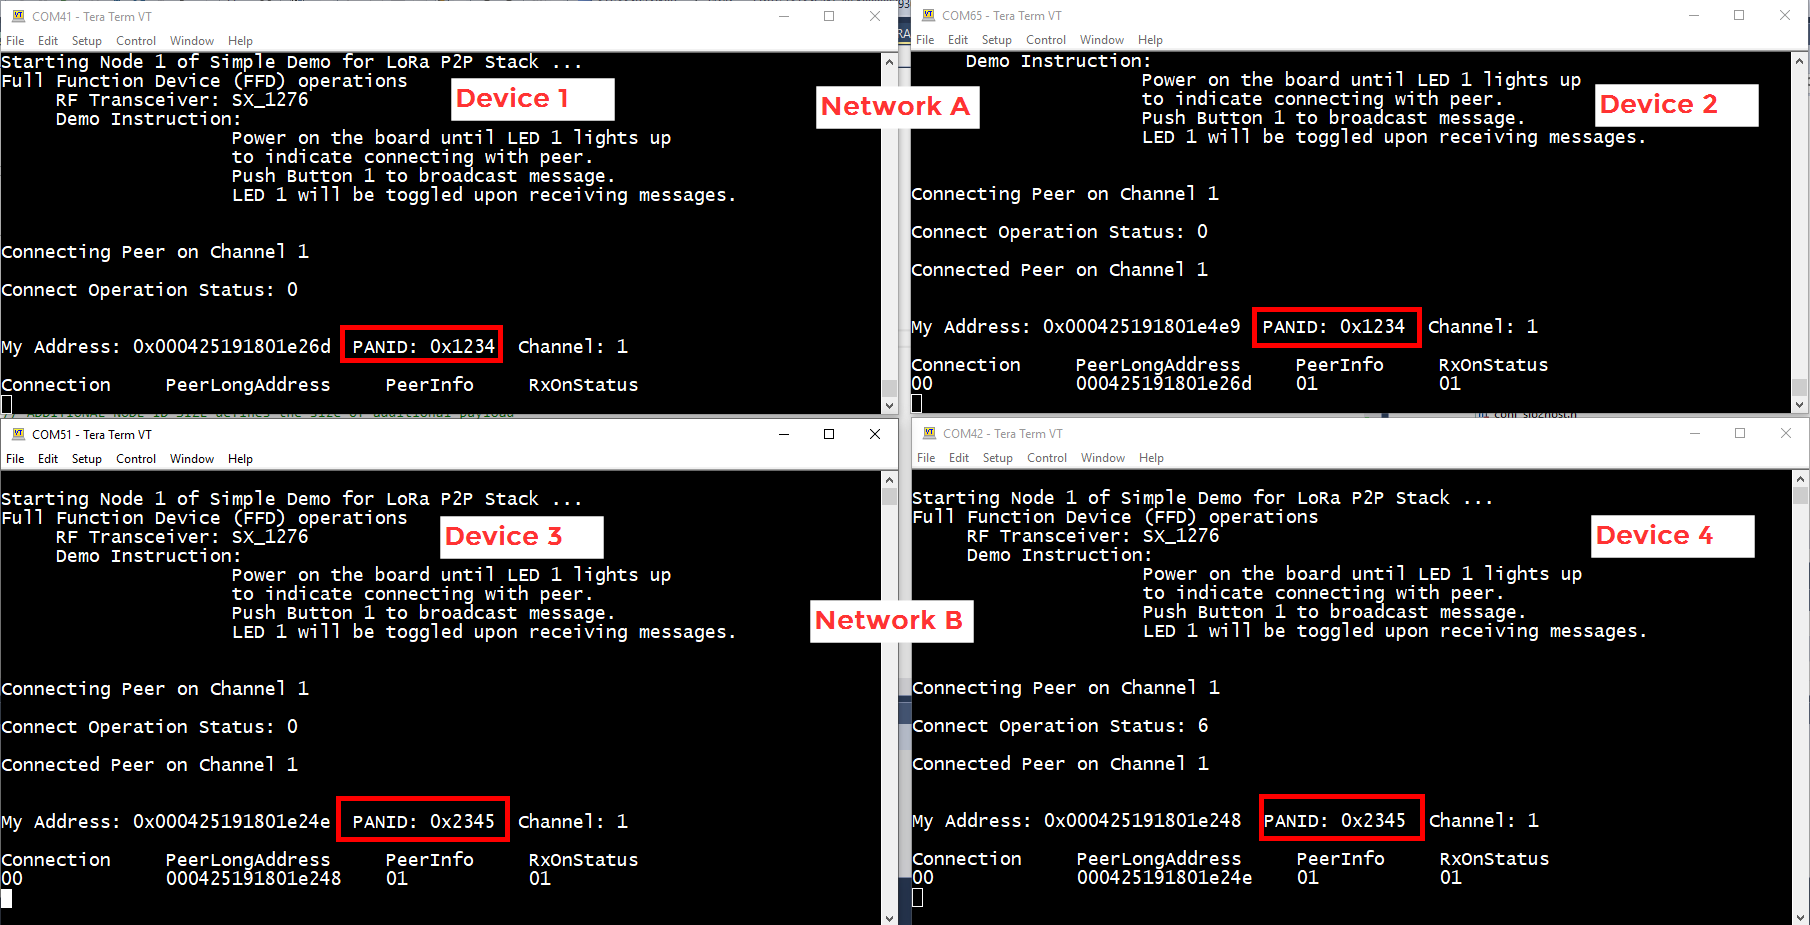 COM41 - Tera Term VT
File Edit Setup Control Window Help
Starting Node 1 of Simple Demo for LoRa P2P Stack ...
Full Function Device (FFD) operations
RF Transceiver: SX_1276
Demo Instruction:
Power on the board until LED 1 lights up
to indicate connecting with peer.
Push Button 1 to broadcast message.
LED 1 will be toggled upon receiving messages.
Connecting Peer on Channel 1
Connect Operation Status: 0
My Address: 0x000425191801e26d PANID: 0x1234 Channel: 1
Connection PeerLongAddress PeerInfo RxOnStatus
Device 1
Network A
COM65 - Tera Term VT
File Edit Setup Control Window Help
Demo Instruction:
Power on the board until LED 1 lights up
to indicate connecting with peer.
Push Button 1 to broadcast message.
LED 1 will be toggled upon receiving messages.
Connecting Peer on Channel 1
Connect Operation Status: 0
Connected Peer on Channel 1
My Address: 0x000425191801e4e9 PANID: 0x1234 Channel: 1
Connection PeerLongAddress PeerInfo RxOnStatus
00 000425191801e26d 01 01
Device 2
COM51 - Tera Term VT
File Edit Setup Control Window Help
Starting Node 1 of Simple Demo for LoRa P2P Stack ...
Full Function Device (FFD) operations
RF Transceiver: SX_1276
Demo Instruction:
Power on the board until LED 1 lights up
to indicate connecting with peer.
Push Button 1 to broadcast message.
LED 1 will be toggled upon receiving messages.
Connecting Peer on Channel 1
Connect Operation Status: 0
Connected Peer on Channel 1
My Address: 0x000425191801e24e PANID: 0x2345 Channel: 1
Connection PeerLongAddress PeerInfo RxOnStatus
00 000425191801e248 01 01
Device 3
Network B
COM42 - Tera Term VT
File Edit Setup Control Window Help
Starting Node 1 of Simple Demo for LoRa P2P Stack ...
Full Function Device (FFD) operations
RF Transceiver: SX_1276
Demo Instruction:
Power on the board until LED 1 lights up
to indicate connecting with peer.
Push Button 1 to broadcast message.
LED 1 will be toggled upon receiving messages.
Connecting Peer on Channel 1
Connect Operation Status: 6
Connected Peer on Channel 1
My Address: 0x000425191801e248 PANID: 0x2345 Channel: 1
Connection PeerLongAddress PeerInfo RxOnStatus
00 000425191801e24e 01 01
Device 4